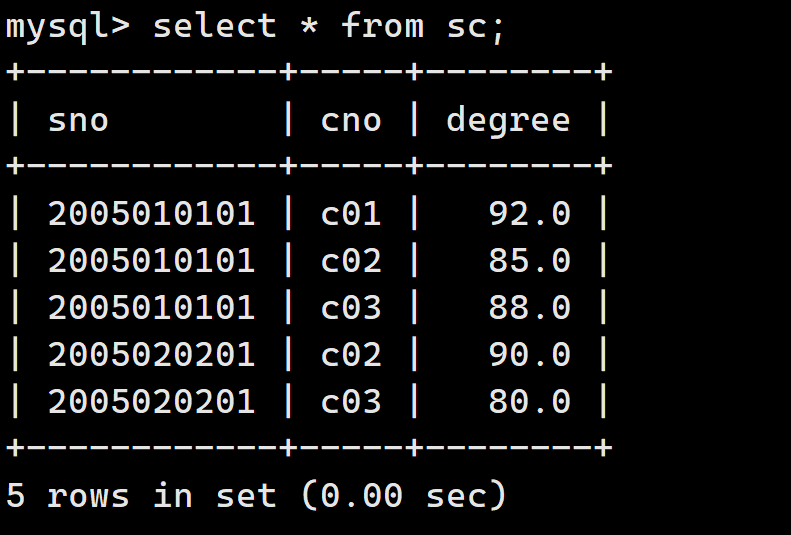 mysql> select * from sc;
+------------+-----+--------+
| sno        | cno | degree |
+------------+-----+--------+
| 2005010101 | c01 |   92.0 |
| 2005010101 | c02 |   85.0 |
| 2005010101 | c03 |   88.0 |
| 2005020201 | c02 |   90.0 |
| 2005020201 | c03 |   80.0 |
+------------+-----+--------+
5 rows in set (0.00 sec)